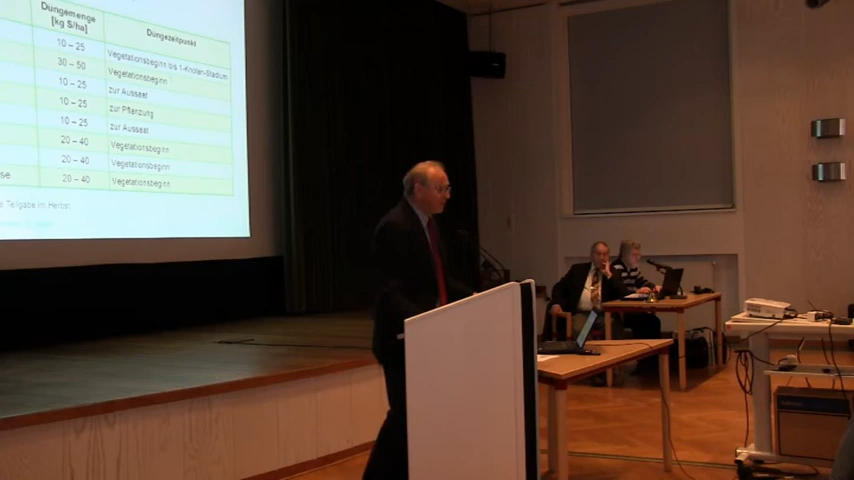 Düngemenge
[kg S/ha]
Düngezeitpunkt
10 – 25
Vegetationsbeginn bis 1-Knoten-Stadium
30 – 50
Vegetationsbeginn
10 – 25
zur Aussaat
10 – 25
zur Pflanzung
10 – 25
zur Aussaat
20 – 40
Vegetationsbeginn
20 – 40
Vegetationsbeginn
se
20 – 40
Vegetationsbeginn
Teilgabe im Herbst